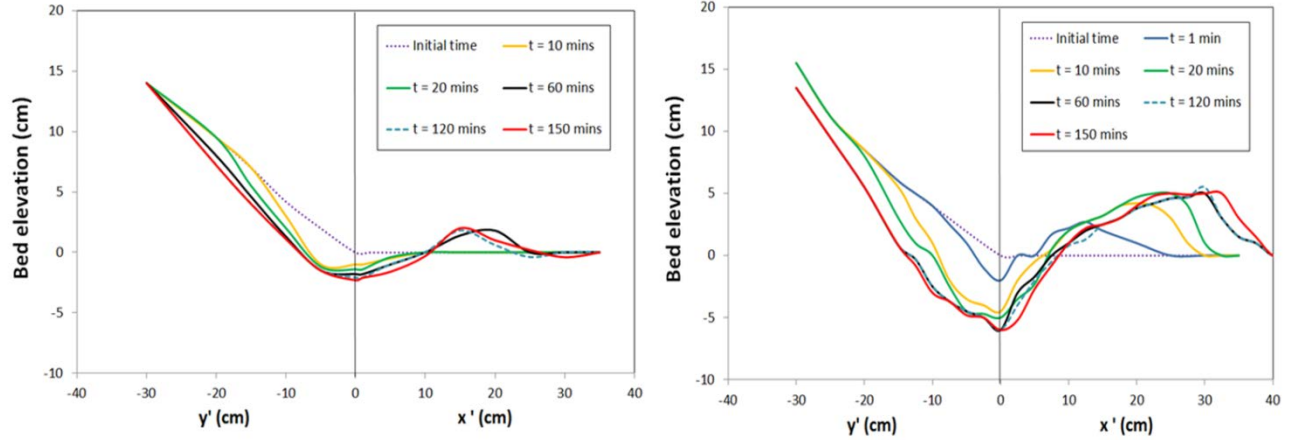 20
15
10
5
0
-5
-10
Bed elevation (cm)
Initial time
t = 10 mins
t = 20 mins
t = 60 mins
t = 120 mins
t = 150 mins
-40
-30
-20
-10
0
10
20
30
40
y' (cm)
x ' (cm)
20
15
10
5
0
-5
-10
Bed elevation (cm)
Initial time
t = 1 min
t = 10 mins
t = 20 mins
t = 60 mins
t = 120 mins
t = 150 mins
-40
-30
-20
-10
0
10
20
30
40
y' (cm)
x ' (cm)